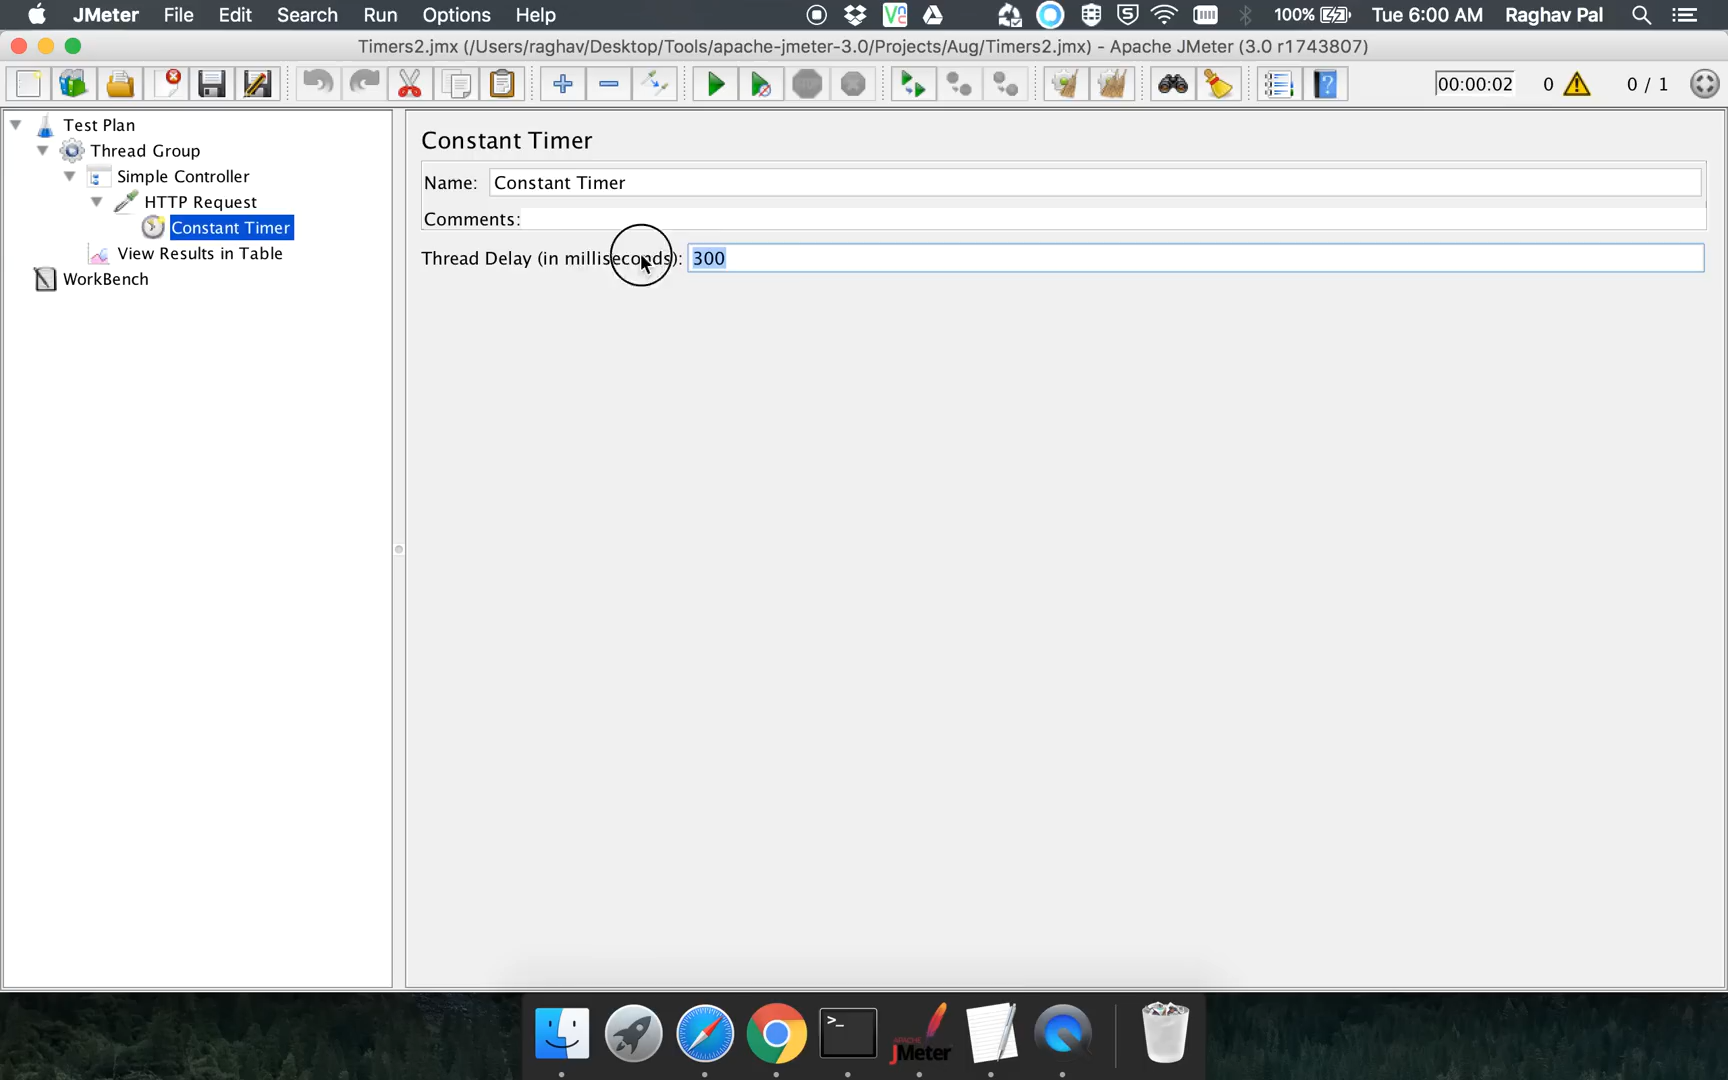 JMeter File Edit Search Run Options Help 100% Tue 6:00 AM Raghav Pal
Timers2.jmx (/Users/raghav/Desktop/Tools/apache-jmeter-3.0/Projects/Aug/Timers2.jmx) - Apache JMeter (3.0 r1743807)
00:00:02 0 0 / 1
Test Plan
Thread Group
Simple Controller
HTTP Request
Constant Timer
View Results in Table
WorkBench
Constant Timer
Name: Constant Timer
Comments:
Thread Delay (in milliseconds): 300
APACHE
JMeter